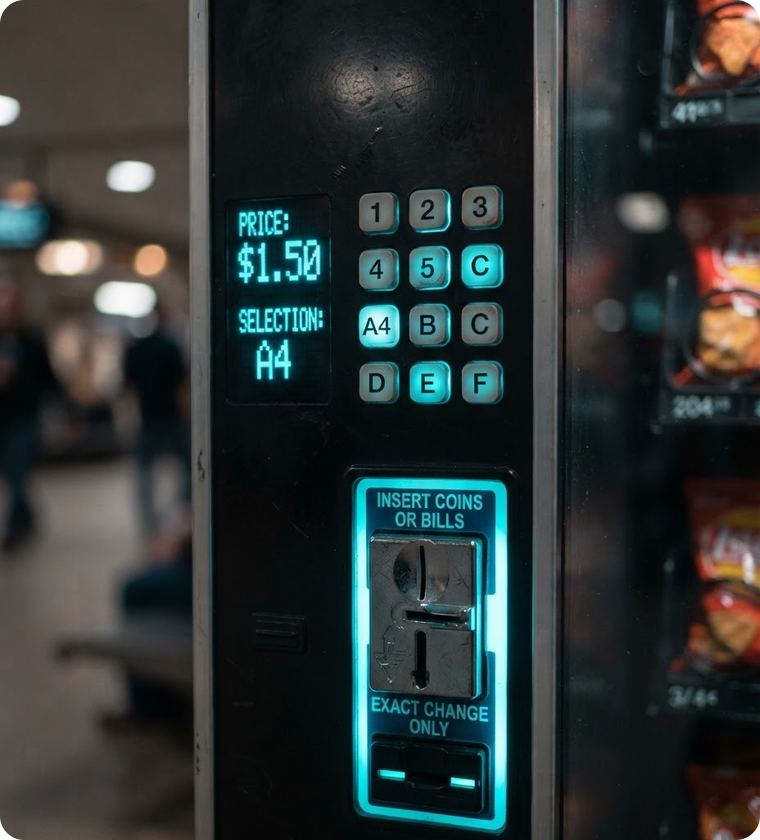 PRICE:
$1.50
SELECTION:
A4
1 2 3
4 5 C
A4 B C
D E F
INSERT COINS
OR BILLS
EXACT CHANGE
ONLY